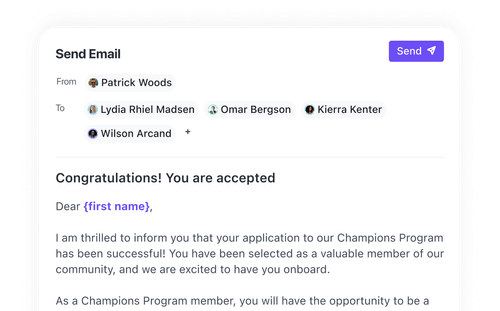 Send Email
Send
From Patrick Woods
To Lydia Rhiel Madsen Omar Bergson Kierra Kenter
Wilson Arcand +
Congratulations! You are accepted
Dear {first name},
I am thrilled to inform you that your application to our Champions Program
has been successful! You have been selected as a valuable member of our
community, and we are excited to have you onboard.
As a Champions Program member, you will have the opportunity to be a